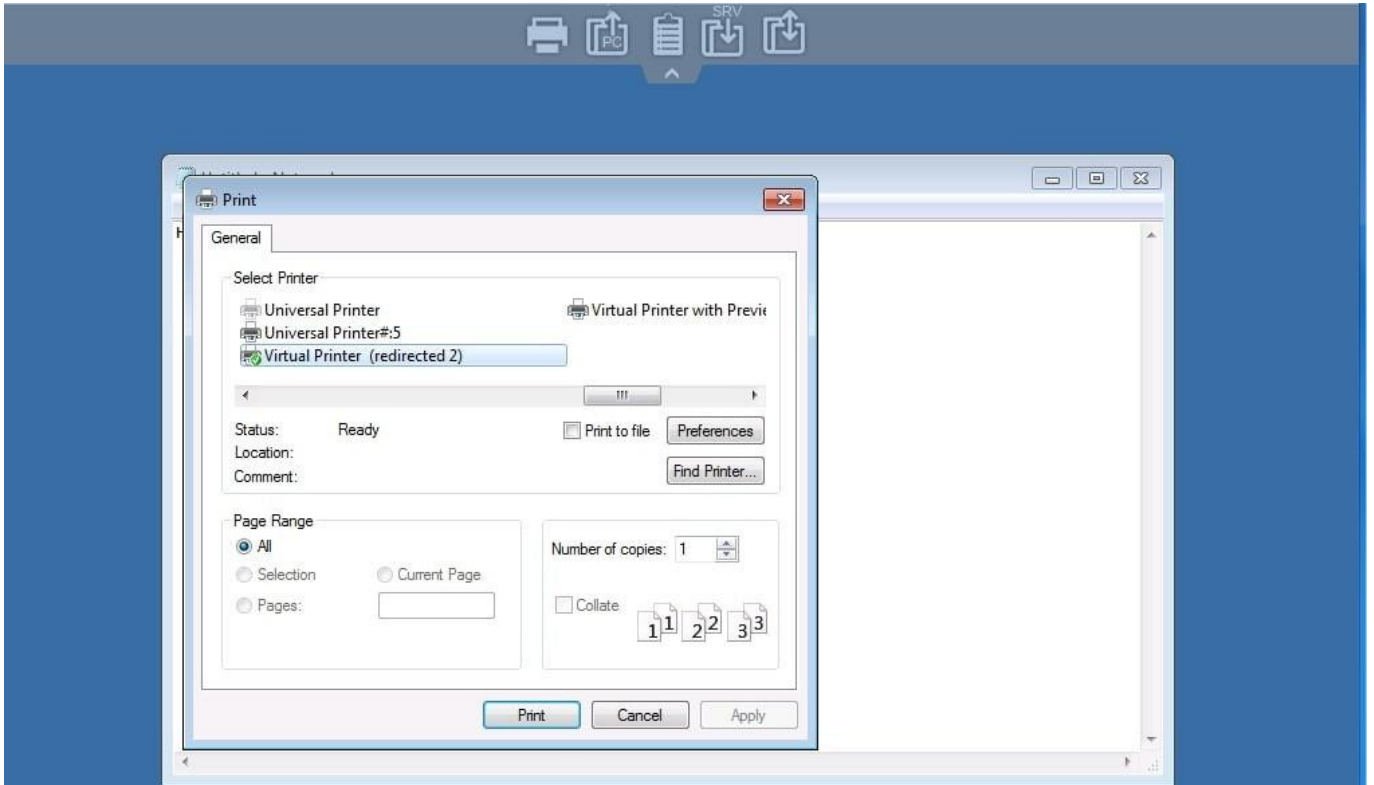 SRV
PC
Print
General
Select Printer
Universal Printer
Virtual Printer with Previe
Universal Printer#:5
Virtual Printer (redirected 2)
Status: Ready
Print to file
Preferences
Location:
Comment:
Find Printer...
Page Range
All
Number of copies: 1
Selection
Current Page
Pages:
Collate
1 1 2 2 3 3
Print
Cancel
Apply